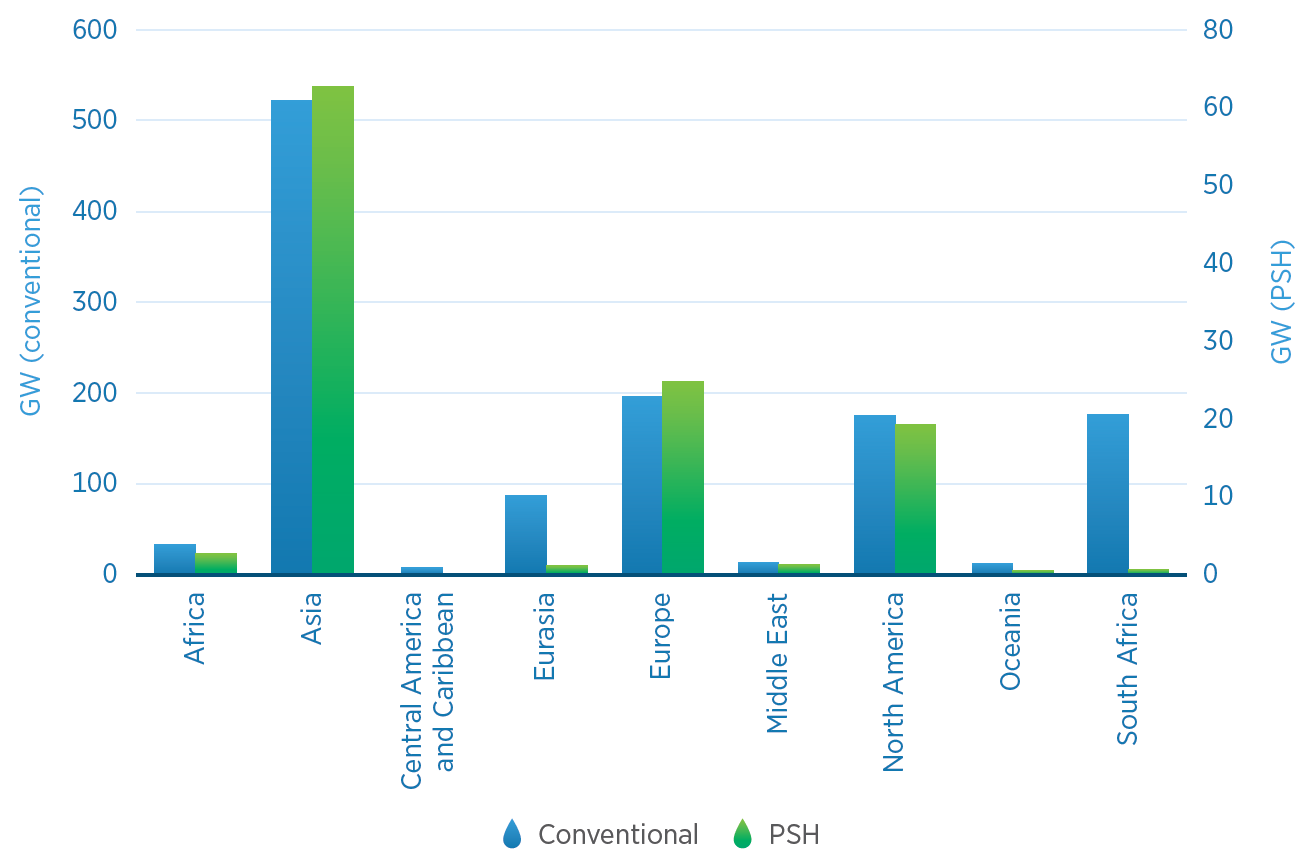 600
500
400
300
200
100
0
GW (conventional)
80
60
50
40
30
20
10
0
GW (PSH)
Africa
Asia
Central America
and Caribbean
Eurasia
Europe
Middle East
North America
Oceania
South Africa
Conventional
PSH